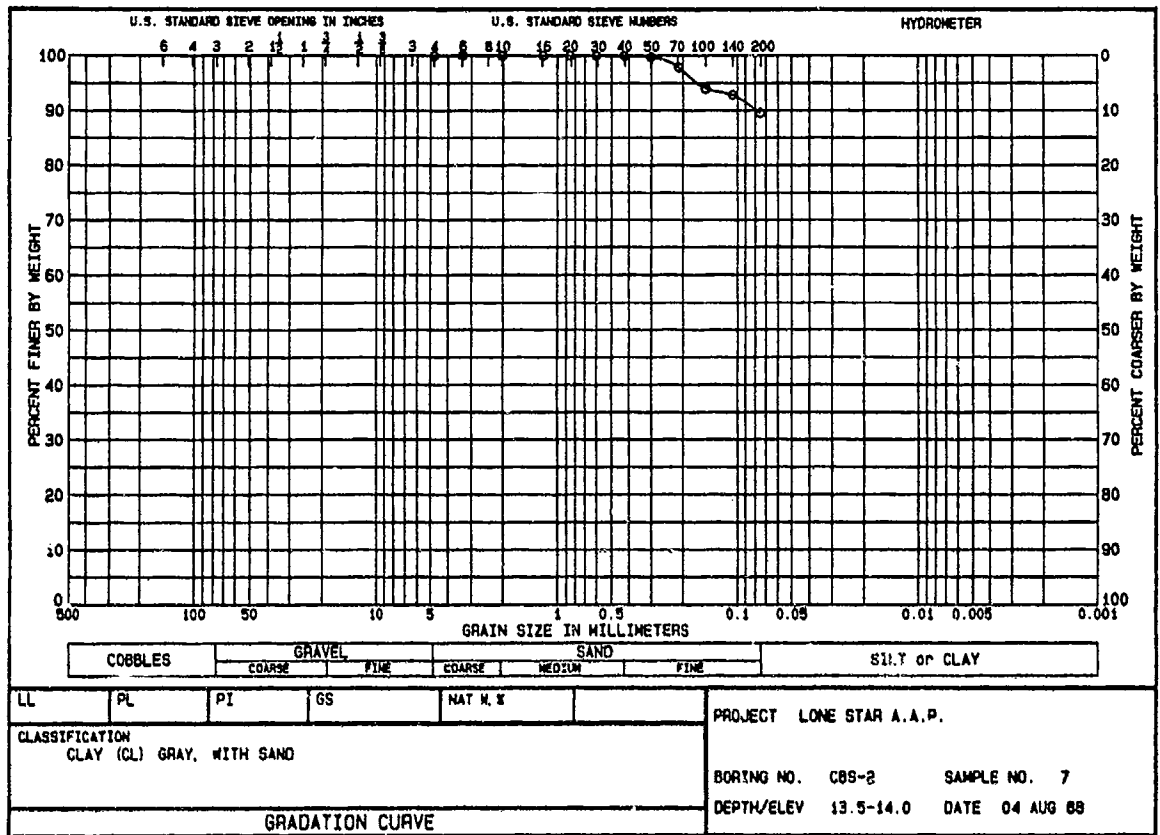 U.S. STANDARD SIEVE OPENING IN INCHES U.S. STANDARD SIEVE NUMBERS HYDROMETER
6 4 3 2 1½ 1 ¾ ½ ⅜ 3 4 6 8 10 16 20 30 40 50 70 100 140 200
100 0
90 10
80 20
70 30
60 40
50 50
40 60
30 70
20 80
10 90
0 100
PERCENT FINER BY WEIGHT
PERCENT COARSER BY WEIGHT
500 100 50 10 5 1 0.5 0.1 0.05 0.01 0.005 0.001
GRAIN SIZE IN MILLIMETERS
COBBLES GRAVEL SAND SILT or CLAY
COARSE FINE COARSE MEDIUM FINE
LL PL PI GS NAT W, %
CLASSIFICATION
CLAY (CL) GRAY, WITH SAND
GRADATION CURVE
PROJECT LONE STAR A.A.P.
BORING NO. CBS-2 SAMPLE NO. 7
DEPTH/ELEV 13.5-14.0 DATE 04 AUG 88